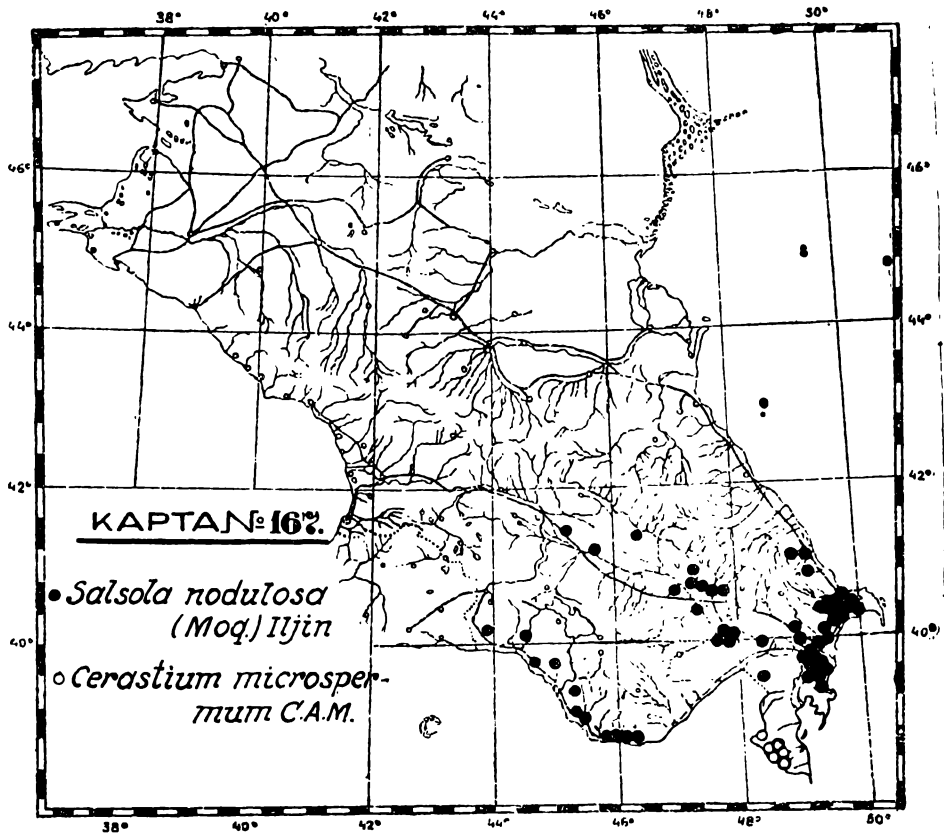 38° 40° 42° 44° 46° 48° 50°
46° 46°
44° 44°
42° 42°
КАРТА № 167.
Salsola nodulosa
(Moq.) Iljin
40° 40°
Cerastium microsper-
mum C.A.M.
38° 40° 42° 44° 46° 48° 50°